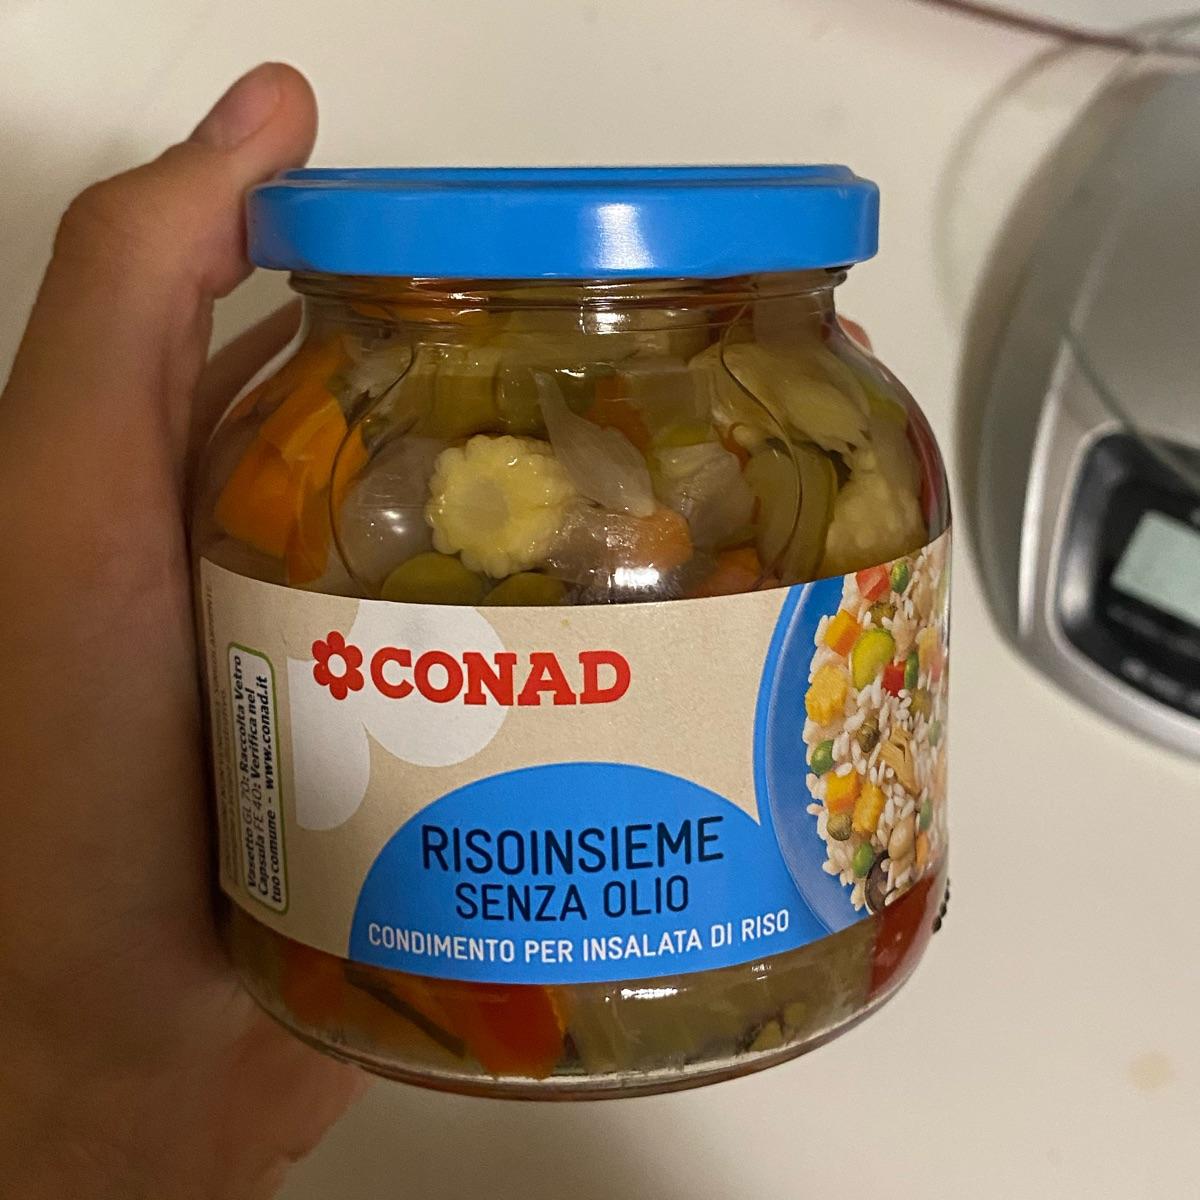 CONAD
RISOINSIEME
SENZA OLIO
CONDIMENTO PER INSALATA DI RISO
Vasetto GL 70: Raccolta Vetro
Capsula FE 40: Verifica nel
tuo comune - www.conad.it